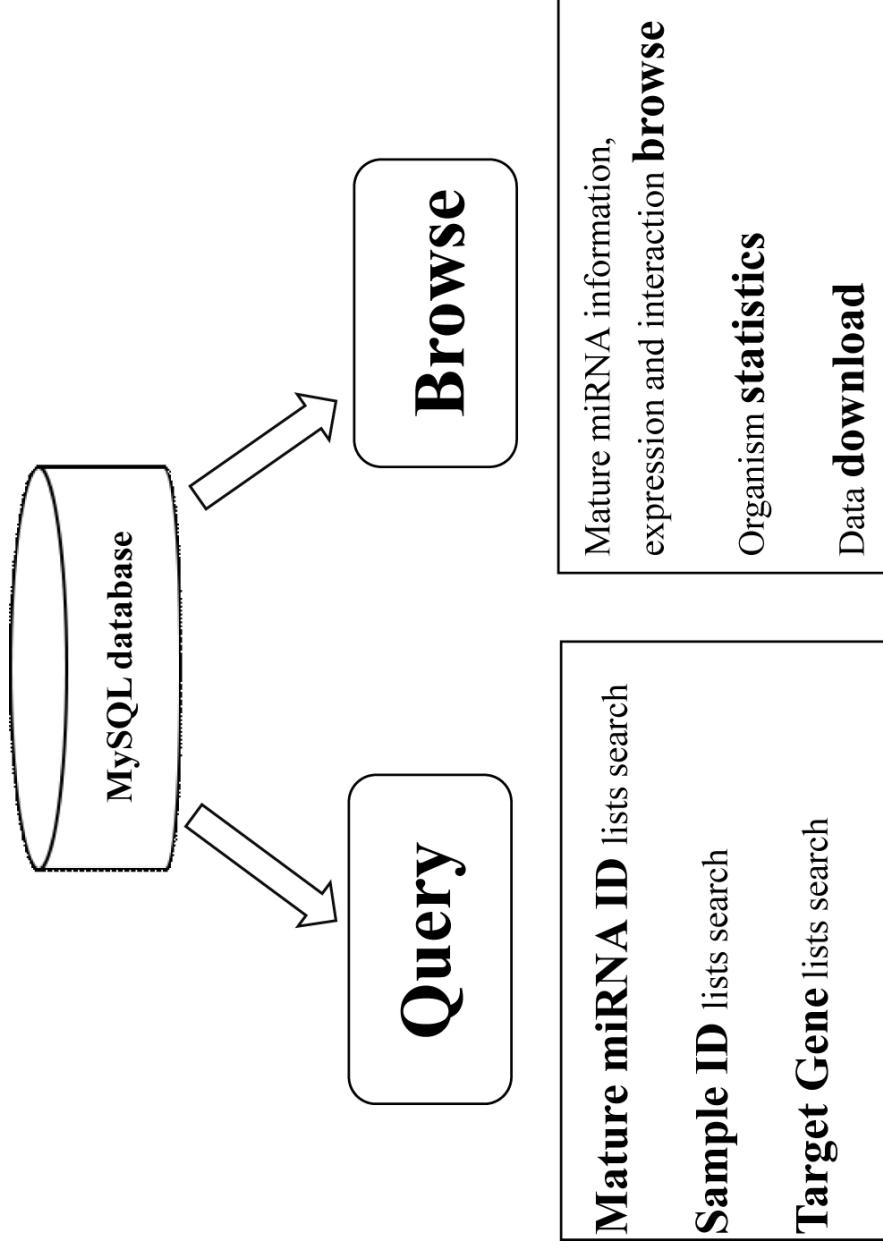 MySQL database
Query
Browse
Mature miRNA ID lists search
Sample ID lists search
Target Gene lists search
Mature miRNA information,
expression and interaction browse
Organism statistics
Data download